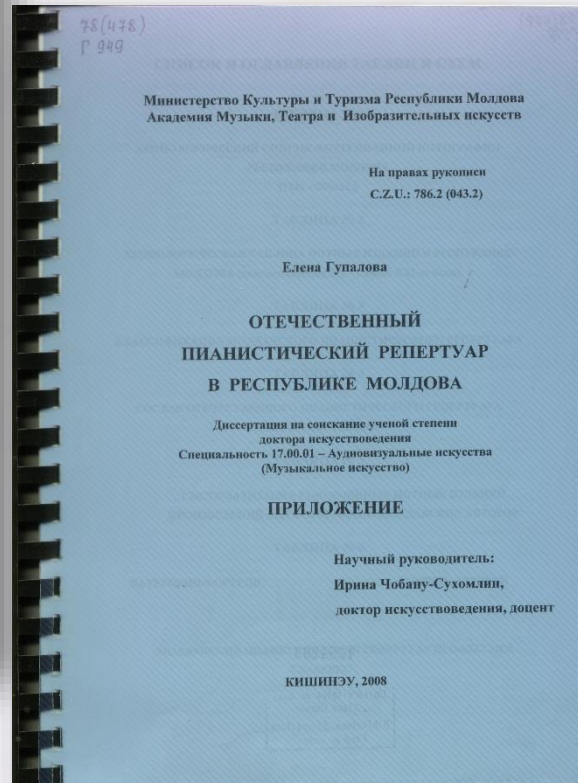 78(478)
Г 949
Министерство Культуры и Туризма Республики Молдова
Академия Музыки, Театра и Изобразительных искусств
На правах рукописи
C.Z.U.: 786.2 (043.2)
Елена Гупалова
ОТЕЧЕСТВЕННЫЙ
ПИАНИСТИЧЕСКИЙ РЕПЕРТУАР
В РЕСПУБЛИКЕ МОЛДОВА
Диссертация на соискание ученой степени
доктора искусствоведения
Специальность 17.00.01 – Аудиовизуальные искусства
(Музыкальное искусство)
ПРИЛОЖЕНИЕ
Научный руководитель:
Ирина Чобану-Сухомлин,
доктор искусствоведения, доцент
КИШИНЭУ, 2008